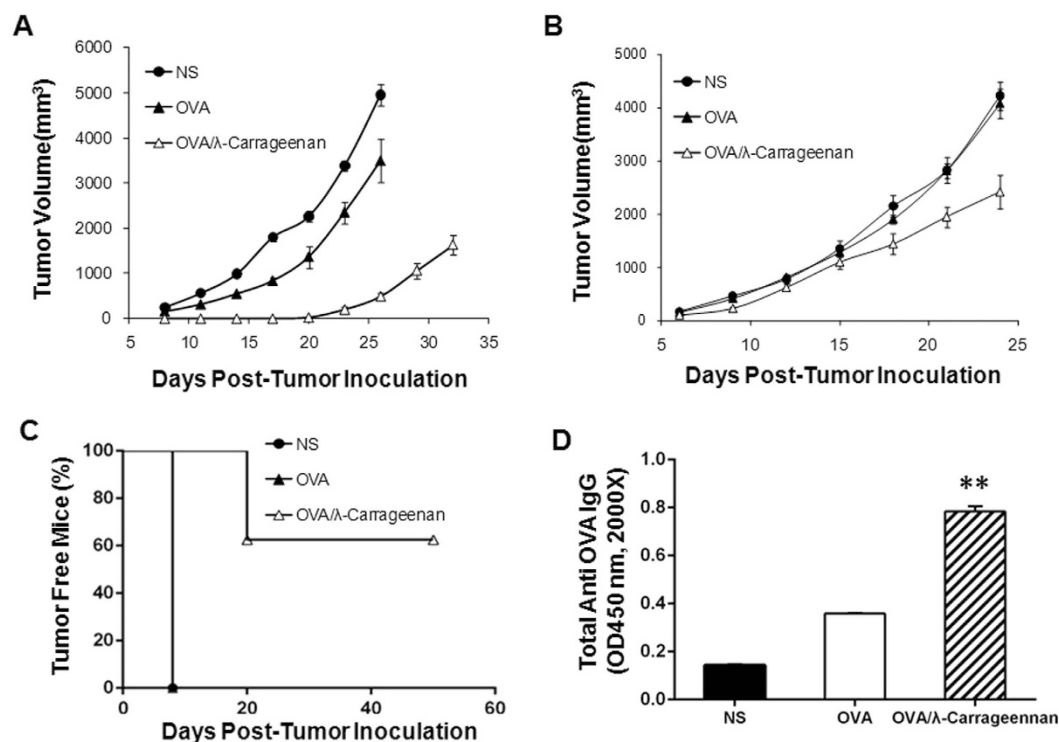 A
6000
5000
4000
3000
2000
1000
0
Tumor Volume(mm³)
NS
OVA
OVA/λ-Carrageenan
5 10 15 20 25 30 35
Days Post-Tumor Inoculation
B
5000
4000
3000
2000
1000
0
Tumor Volume(mm³)
NS
OVA
OVA/λ-Carrageenan
5 10 15 20 25
Days Post-Tumor Inoculation
C
100
80
60
40
20
0
Tumor Free Mice (%)
NS
OVA
OVA/λ-Carrageenan
0 20 40 60
Days Post-Tumor Inoculation
D
1.0
0.8
0.6
0.4
0.2
0.0
Total Anti OVA IgG
(OD450 nm, 2000X)
**
NS OVA OVA/λ-Carrageennan